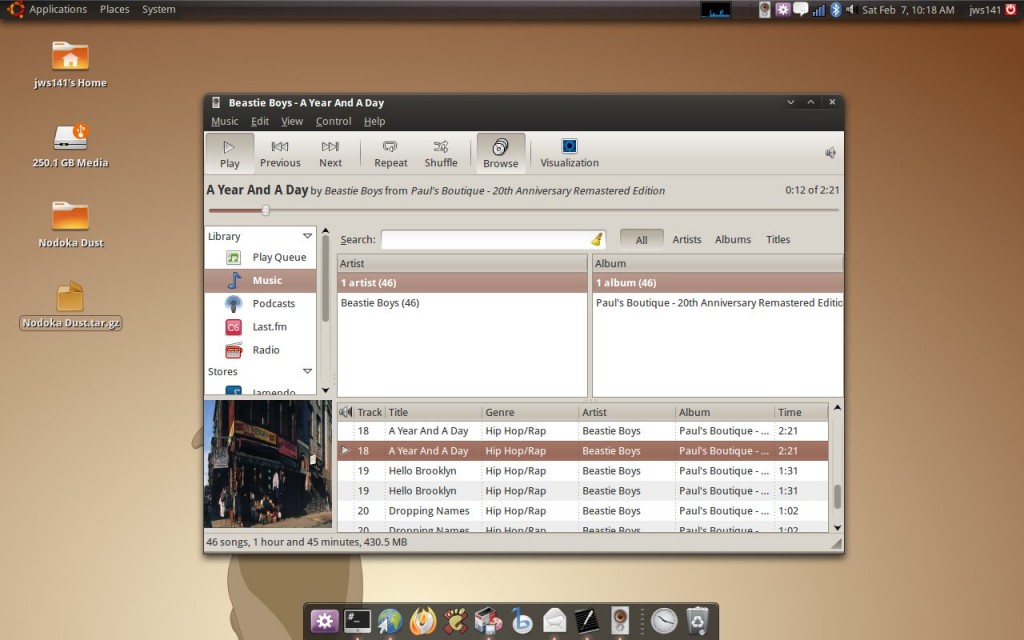 Applications Places System Sat Feb 7, 10:18 AM jws141
jws141's Home
250.1 GB Media
Nodoka Dust
Nodoka Dust.tar.gz
Beastie Boys - A Year And A Day
Music Edit View Control Help
Play Previous Next Repeat Shuffle Browse Visualization
A Year And A Day by Beastie Boys from Paul's Boutique - 20th Anniversary Remastered Edition 0:12 of 2:21
Library
Play Queue
Music
Podcasts
Last.fm
Radio
Stores
Jamendo
Search: All Artists Albums Titles
Artist Album
1 artist (46) 1 album (46)
Beastie Boys (46) Paul's Boutique - 20th Anniversary Remastered Editic
Track Title Genre Artist Album Time
18 A Year And A Day Hip Hop/Rap Beastie Boys Paul's Boutique - ... 2:21
18 A Year And A Day Hip Hop/Rap Beastie Boys Paul's Boutique - ... 2:21
19 Hello Brooklyn Hip Hop/Rap Beastie Boys Paul's Boutique - ... 1:31
19 Hello Brooklyn Hip Hop/Rap Beastie Boys Paul's Boutique - ... 1:31
20 Dropping Names Hip Hop/Rap Beastie Boys Paul's Boutique - ... 1:02
20 Dropping Names Hip Hop/Rap Beastie Boys Paul's Boutique - ... 1:02
46 songs, 1 hour and 45 minutes, 430.5 MB